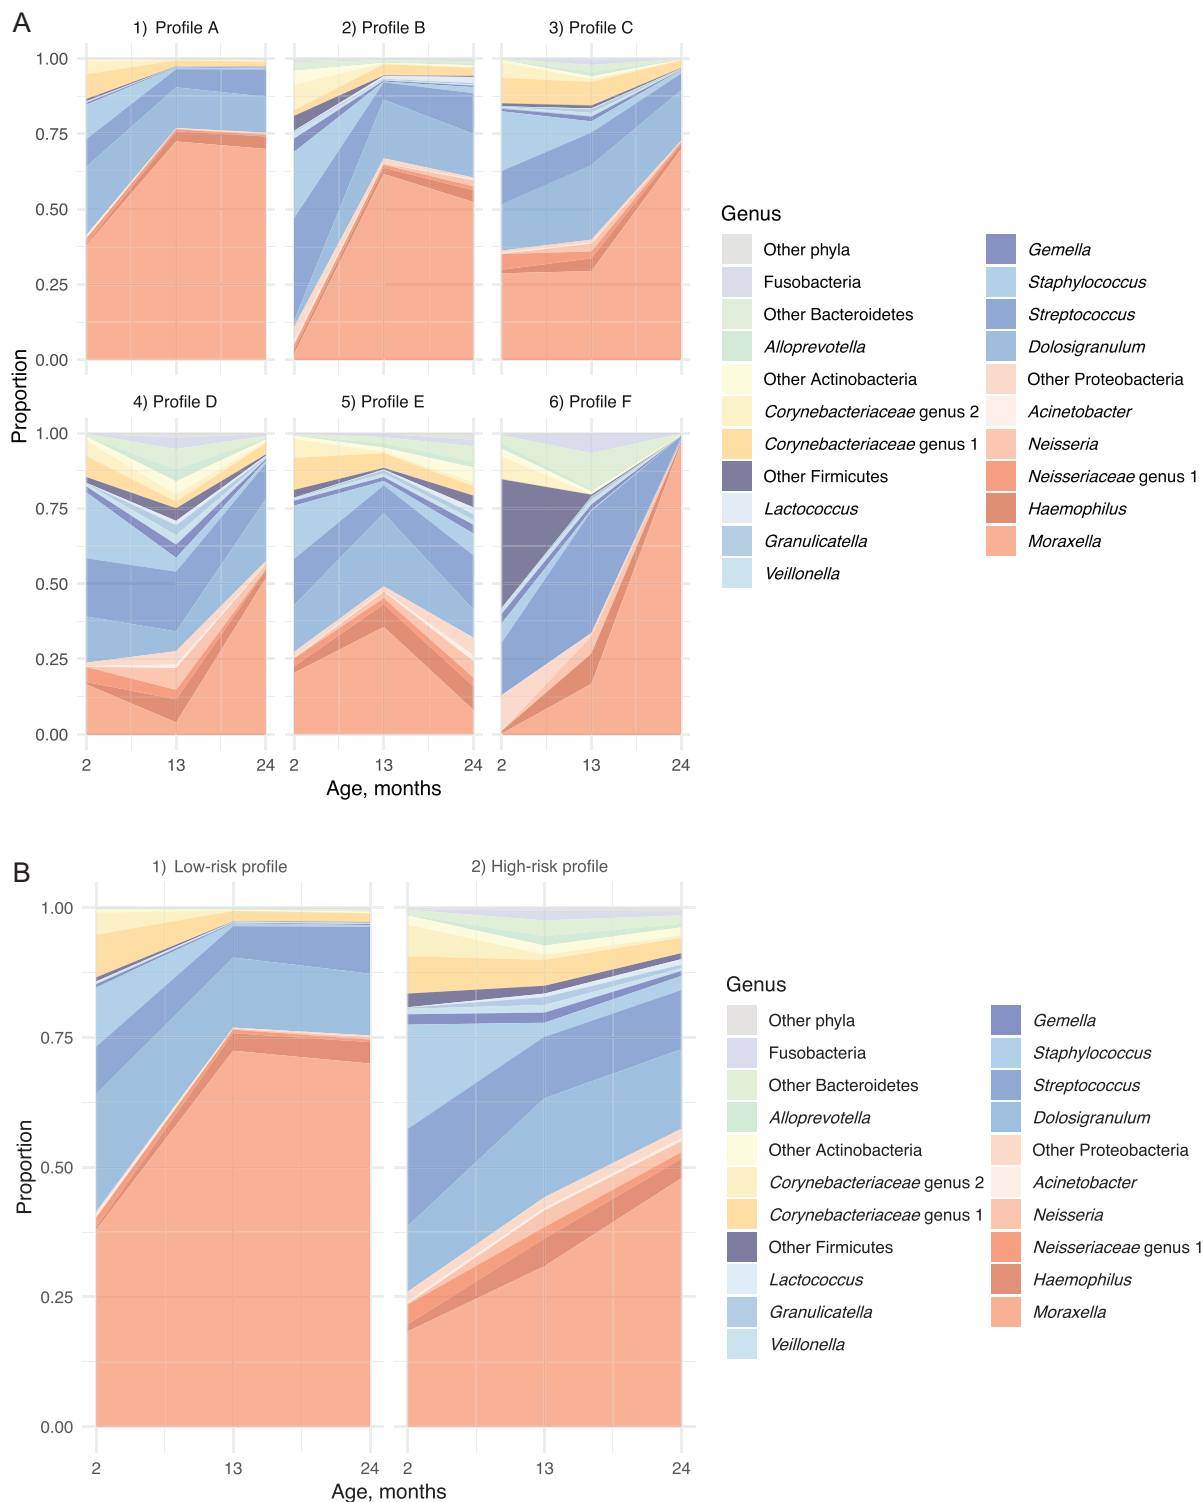 A
1) Profile A
2) Profile B
3) Profile C
1.00
0.75
0.50
0.25
0.00
Proportion
4) Profile D
5) Profile E
6) Profile F
1.00
0.75
0.50
0.25
0.00
2 13 24
2 13 24
2 13 24
Age, months
Genus
Other phyla
Fusobacteria
Other Bacteroidetes
Alloprevotella
Other Actinobacteria
Corynebacteriaceae genus 2
Corynebacteriaceae genus 1
Other Firmicutes
Lactococcus
Granulicatella
Veillonella
Gemella
Staphylococcus
Streptococcus
Dolosigranulum
Other Proteobacteria
Acinetobacter
Neisseria
Neisseriaceae genus 1
Haemophilus
Moraxella
B
1) Low-risk profile
2) High-risk profile
1.00
0.75
0.50
0.25
0.00
Proportion
2 13 24
2 13 24
Age, months
Genus
Other phyla
Fusobacteria
Other Bacteroidetes
Alloprevotella
Other Actinobacteria
Corynebacteriaceae genus 2
Corynebacteriaceae genus 1
Other Firmicutes
Lactococcus
Granulicatella
Veillonella
Gemella
Staphylococcus
Streptococcus
Dolosigranulum
Other Proteobacteria
Acinetobacter
Neisseria
Neisseriaceae genus 1
Haemophilus
Moraxella